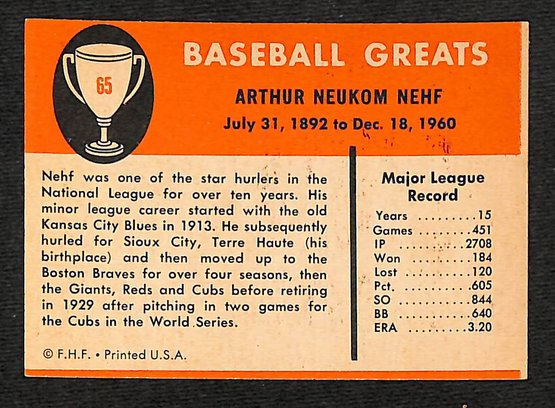 65
BASEBALL GREATS
ARTHUR NEUKOM NEHF
July 31, 1892 to Dec. 18, 1960
Nehf was one of the star hurlers in the
National League for over ten years. His
minor league career started with the old
Kansas City Blues in 1913. He subsequently
hurled for Sioux City, Terre Haute (his
birthplace) and then moved up to the
Boston Braves for over four seasons, then
the Giants, Reds and Cubs before retiring
in 1929 after pitching in two games for
the Cubs in the World Series.
© F.H.F. • Printed U.S.A.
Major League
Record
Years ..........15
Games ........451
IP ............2708
Won ..........184
Lost ..........120
Pct. ..........605
SO ............844
BB ............640
ERA ..........3.20